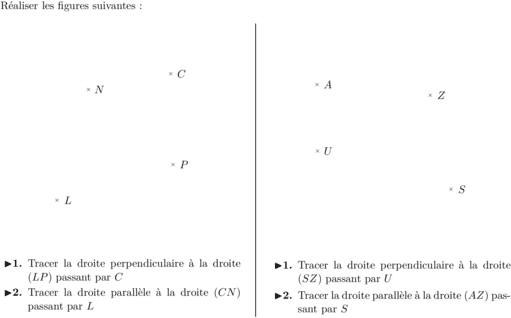 Réaliser les figures suivantes :
× C
× N
× P
× L
▶1. Tracer la droite perpendiculaire à la droite
(LP) passant par C
▶2. Tracer la droite parallèle à la droite (CN)
passant par L
× A
× Z
× U
× S
▶1. Tracer la droite perpendiculaire à la droite
(SZ) passant par U
▶2. Tracer la droite parallèle à la droite (AZ) pas-
sant par S